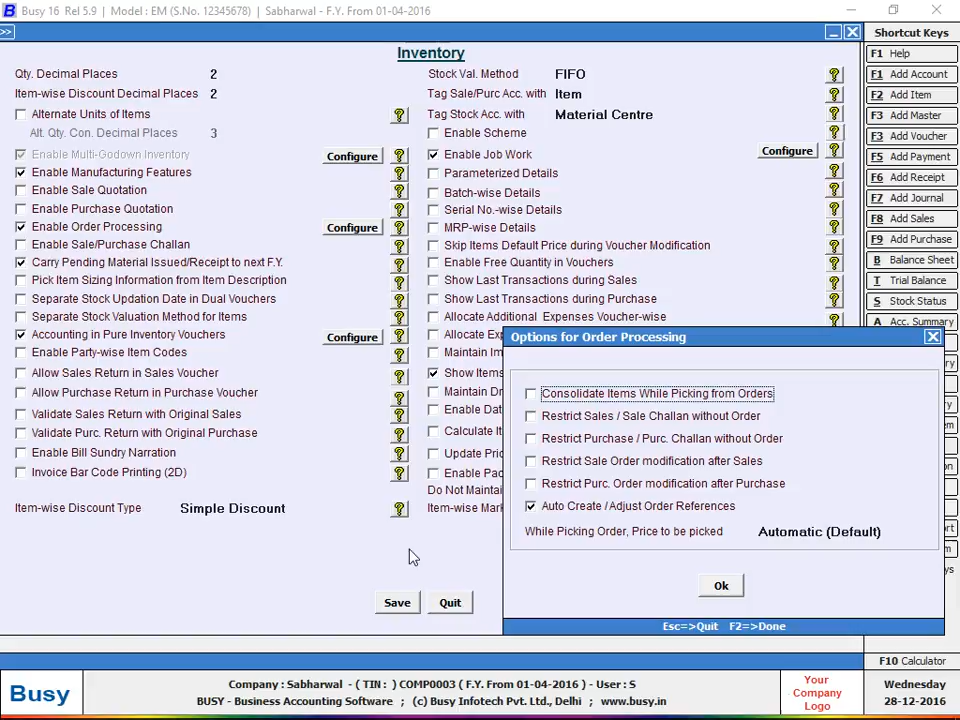 Busy 16 Rel 5.9 | Model : EM (S.No. 12345678) | Sabharwal - F.Y. From 01-04-2016
>>
Shortcut Keys
Inventory
Qty. Decimal Places 2
Item-wise Discount Decimal Places 2
Alternate Units of Items
Alt. Qty. Con. Decimal Places 3
Enable Multi-Godown Inventory Configure
Enable Manufacturing Features
Enable Sale Quotation
Enable Purchase Quotation
Enable Order Processing Configure
Enable Sale/Purchase Challan
Carry Pending Material Issued/Receipt to next F.Y.
Pick Item Sizing Information from Item Description
Separate Stock Updation Date in Dual Vouchers
Separate Stock Valuation Method for Items
Accounting in Pure Inventory Vouchers Configure
Enable Party-wise Item Codes
Allow Sales Return in Sales Voucher
Allow Purchase Return in Purchase Voucher
Validate Sales Return with Original Sales
Validate Purc. Return with Original Purchase
Enable Bill Sundry Narration
Invoice Bar Code Printing (2D)
Item-wise Discount Type Simple Discount
Stock Val. Method FIFO
Tag Sale/Purc Acc. with Item
Tag Stock Acc. with Material Centre
Enable Scheme
Enable Job Work Configure
Parameterized Details
Batch-wise Details
Serial No.-wise Details
MRP-wise Details
Skip Items Default Price during Voucher Modification
Enable Free Quantity in Vouchers
Show Last Transactions during Sales
Show Last Transactions during Purchase
Allocate Additional Expenses Voucher-wise
Allocate Exp
Maintain Im
Show Items
Maintain Dr
Enable Dat
Calculate It
Update Pric
Enable Pac
Do Not Maintai
Item-wise Mark
Save Quit
Options for Order Processing
Consolidate Items While Picking from Orders
Restrict Sales / Sale Challan without Order
Restrict Purchase / Purc. Challan without Order
Restrict Sale Order modification after Sales
Restrict Purc. Order modification after Purchase
Auto Create / Adjust Order References
While Picking Order, Price to be picked Automatic (Default)
Ok
Esc=>Quit F2=>Done
F1 Help
F1 Add Account
F2 Add Item
F3 Add Master
F3 Add Voucher
F5 Add Payment
F6 Add Receipt
F7 Add Journal
F8 Add Sales
F9 Add Purchase
B Balance Sheet
T Trial Balance
S Stock Status
A Acc. Summary
F10 Calculator
Busy
Company : Sabharwal - ( TIN : ) COMP0003 ( F.Y. From 01-04-2016 ) - User : S
BUSY - Business Accounting Software ; (c) Busy Infotech Pvt. Ltd., Delhi ; www.busy.in
Your
Company
Logo
Wednesday
28-12-2016